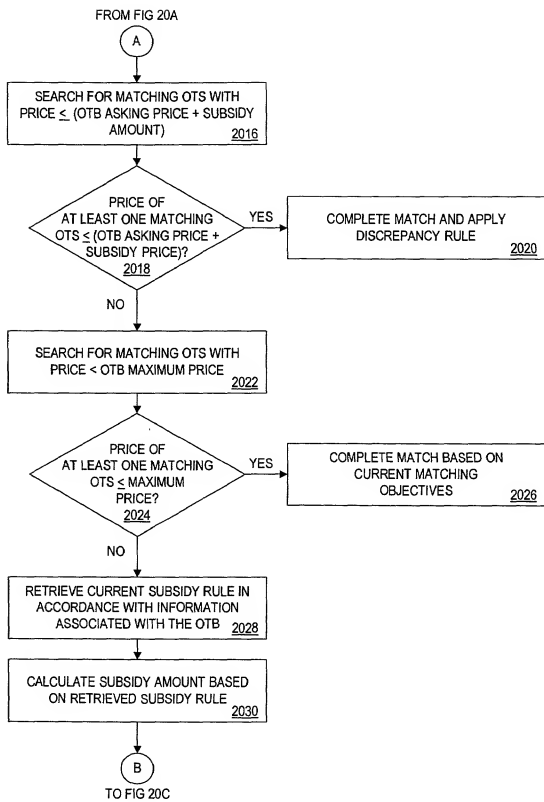 FROM FIG 20A
A
SEARCH FOR MATCHING OTS WITH
PRICE ≤ (OTB ASKING PRICE + SUBSIDY
AMOUNT)
2016
PRICE OF
AT LEAST ONE MATCHING
OTS ≤ (OTB ASKING PRICE +
SUBSIDY PRICE)?
2018
YES
COMPLETE MATCH AND APPLY
DISCREPANCY RULE
2020
NO
SEARCH FOR MATCHING OTS WITH
PRICE < OTB MAXIMUM PRICE
2022
PRICE OF
AT LEAST ONE MATCHING
OTS ≤ MAXIMUM
PRICE?
2024
YES
COMPLETE MATCH BASED ON
CURRENT MATCHING
OBJECTIVES
2026
NO
RETRIEVE CURRENT SUBSIDY RULE IN
ACCORDANCE WITH INFORMATION
ASSOCIATED WITH THE OTB
2028
CALCULATE SUBSIDY AMOUNT BASED
ON RETRIEVED SUBSIDY RULE
2030
B
TO FIG 20C